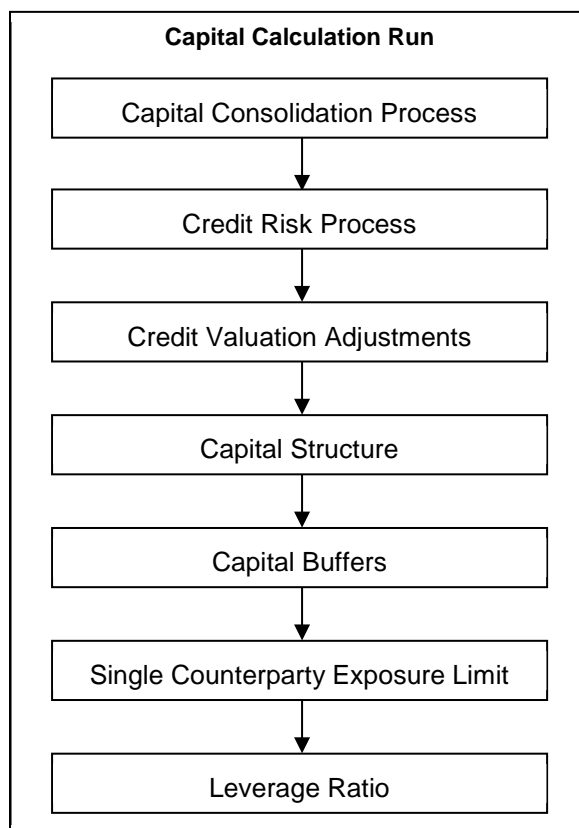 Capital Calculation Run
Capital Consolidation Process
Credit Risk Process
Credit Valuation Adjustments
Capital Structure
Capital Buffers
Single Counterparty Exposure Limit
Leverage Ratio